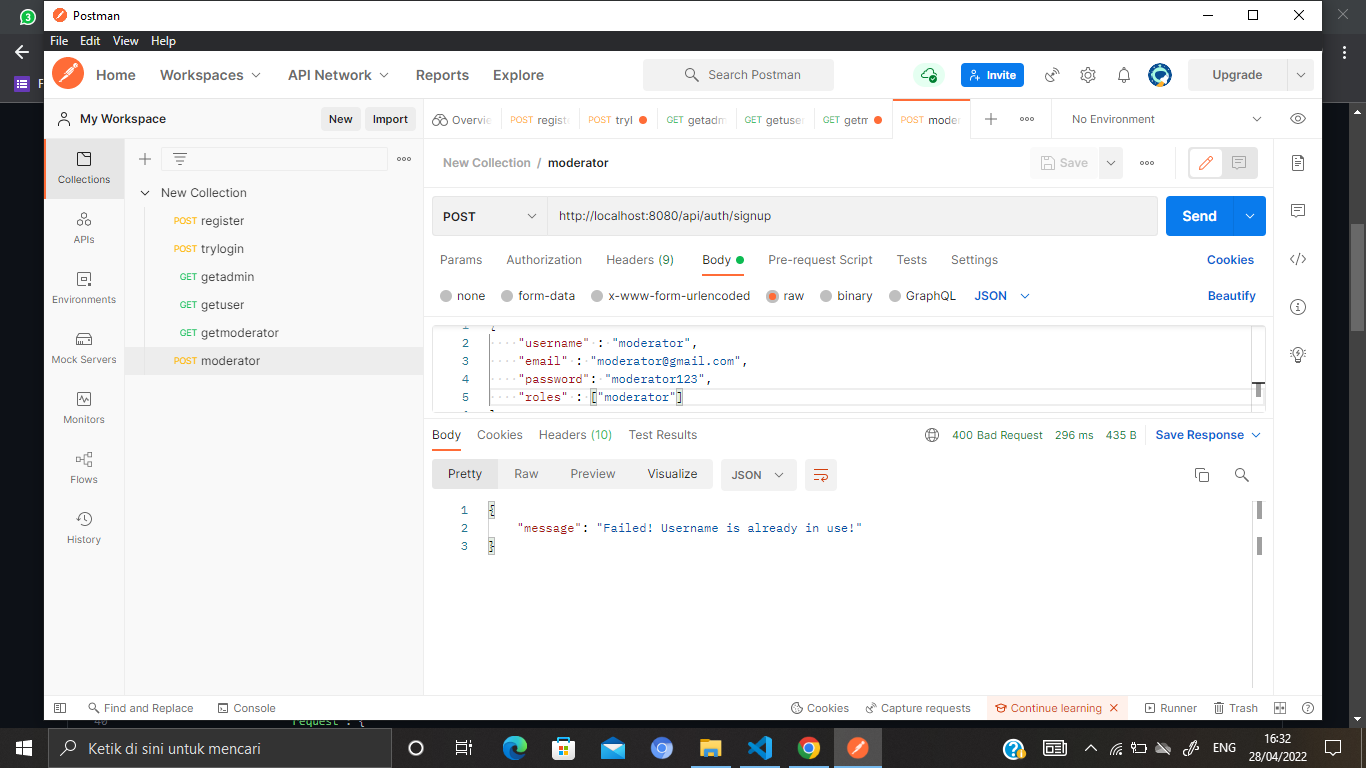 3
Postman
File Edit View Help
Home Workspaces API Network Reports Explore
Search Postman
Invite
Upgrade
My Workspace
New Import
Overvie
POST regist
POST tryl
GET getadm
GET getuser
GET getm
POST moder
No Environment
Collections
APIs
Environments
Mock Servers
Monitors
Flows
History
New Collection
POST register
POST trylogin
GET getadmin
GET getuser
GET getmoderator
POST moderator
New Collection / moderator
Save
POST http://localhost:8080/api/auth/signup
Send
Params Authorization Headers (9) Body Pre-request Script Tests Settings
Cookies
none form-data x-www-form-urlencoded raw binary GraphQL JSON
Beautify
2 "username" : "moderator",
3 "email" : "moderator@gmail.com",
4 "password": "moderator123",
5 "roles" : ["moderator"]
Body Cookies Headers (10) Test Results
400 Bad Request 296 ms 435 B Save Response
Pretty Raw Preview Visualize JSON
1 {
2 "message": "Failed! Username is already in use!"
3 }
Find and Replace Console
Cookies Capture requests Continue learning Runner Trash
request : {
Ketik di sini untuk mencari
ENG
16:32
28/04/2022